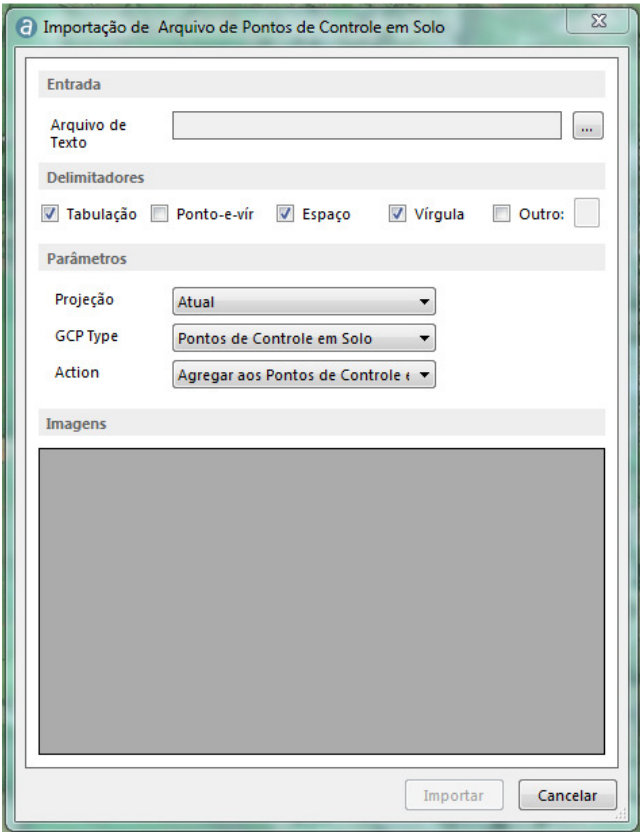 Importação de Arquivo de Pontos de Controle em Solo
Entrada
Arquivo de
Texto
...
Delimitadores
Tabulação Ponto-e-vír Espaço Vírgula Outro:
Parâmetros
Projeção Atual
GCP Type Pontos de Controle em Solo
Action Agregar aos Pontos de Controle e
Imagens
Importar Cancelar